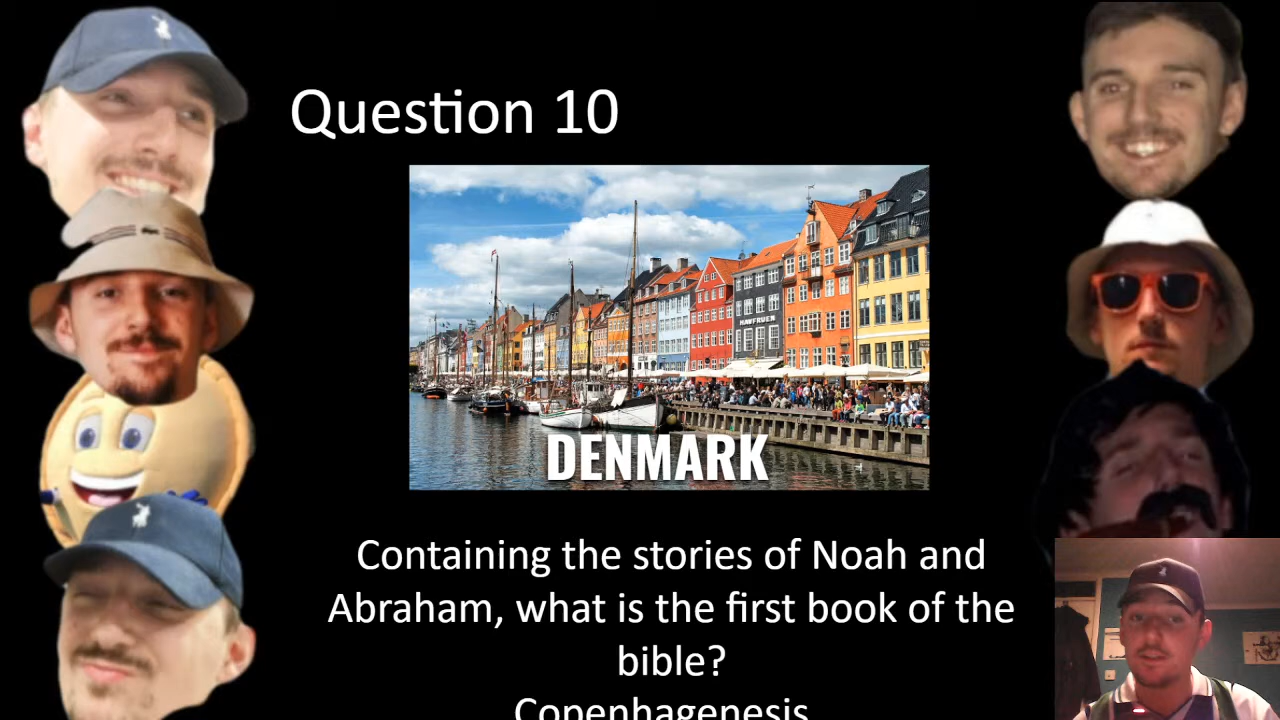 Question 10
HAVFRUEN
DENMARK
Containing the stories of Noah and
Abraham, what is the first book of the
bible?
Copenhagenesis